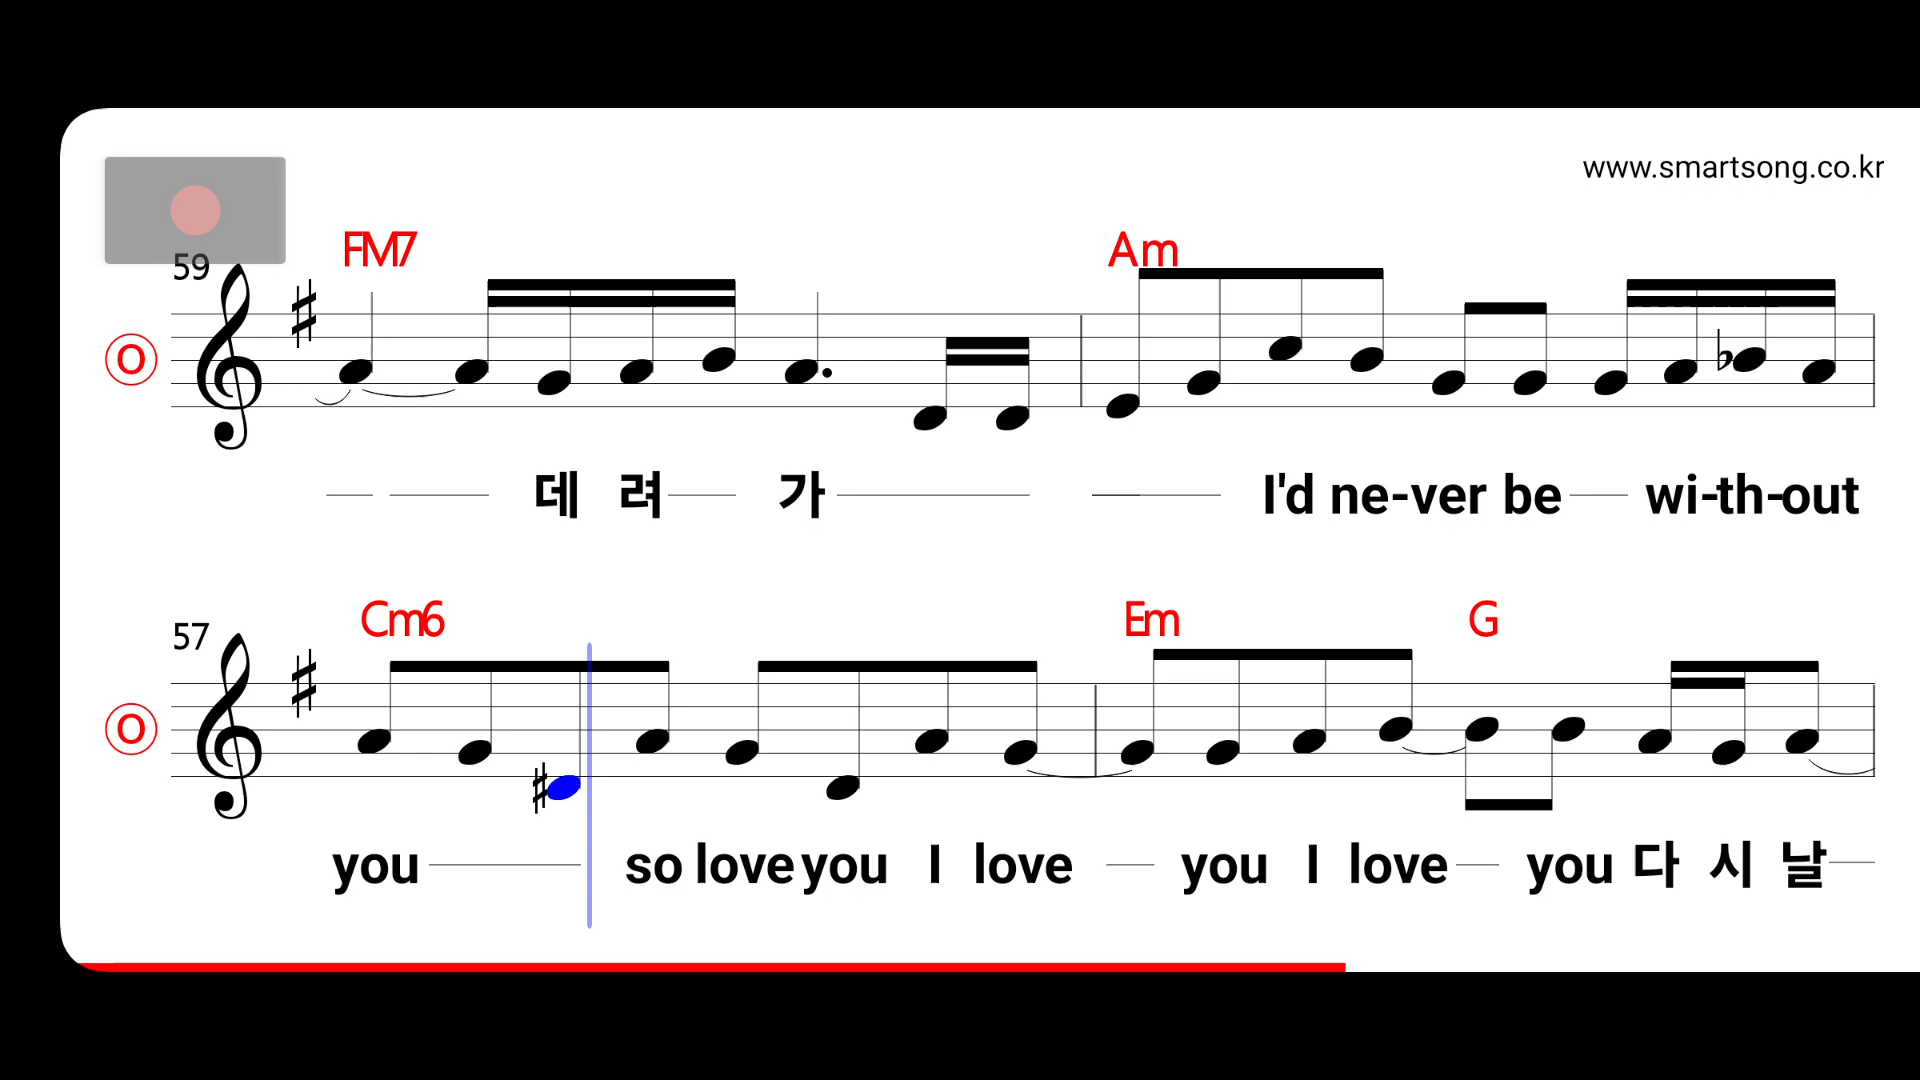 www.smartsong.co.kr
FM7 Am
59
O
데 려 가 I'd ne-ver be wi-th-out
Cm6 Em G
57
O
you so love you I love you I love you 다 시 날